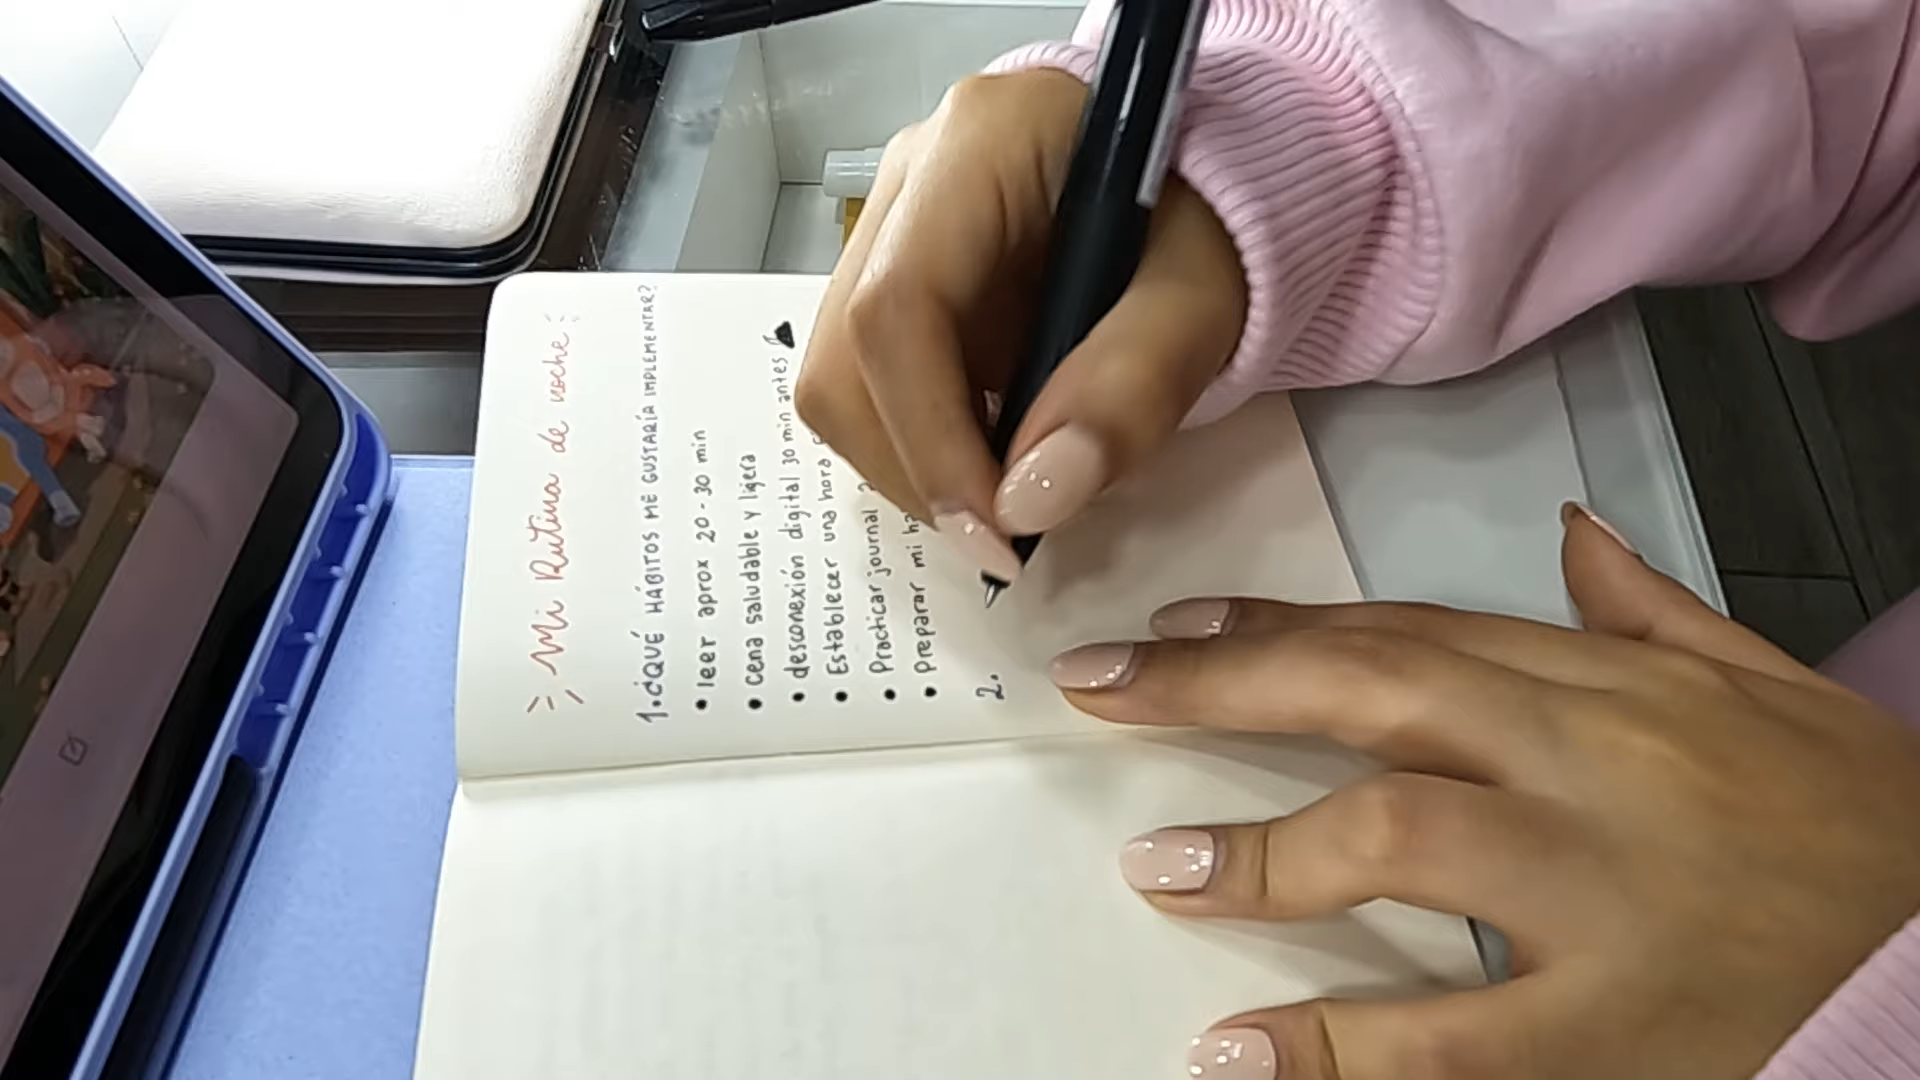 Mi Rutina de noche:
1. ¿QUÉ HÁBITOS ME GUSTARÍA IMPLEMENTAR?
• leer aprox 20 - 30 min
• cena saludable y ligera
• desconexión digital 30 min antes
• Establecer una hora
• Practicar journal
• Preparar mi
2.